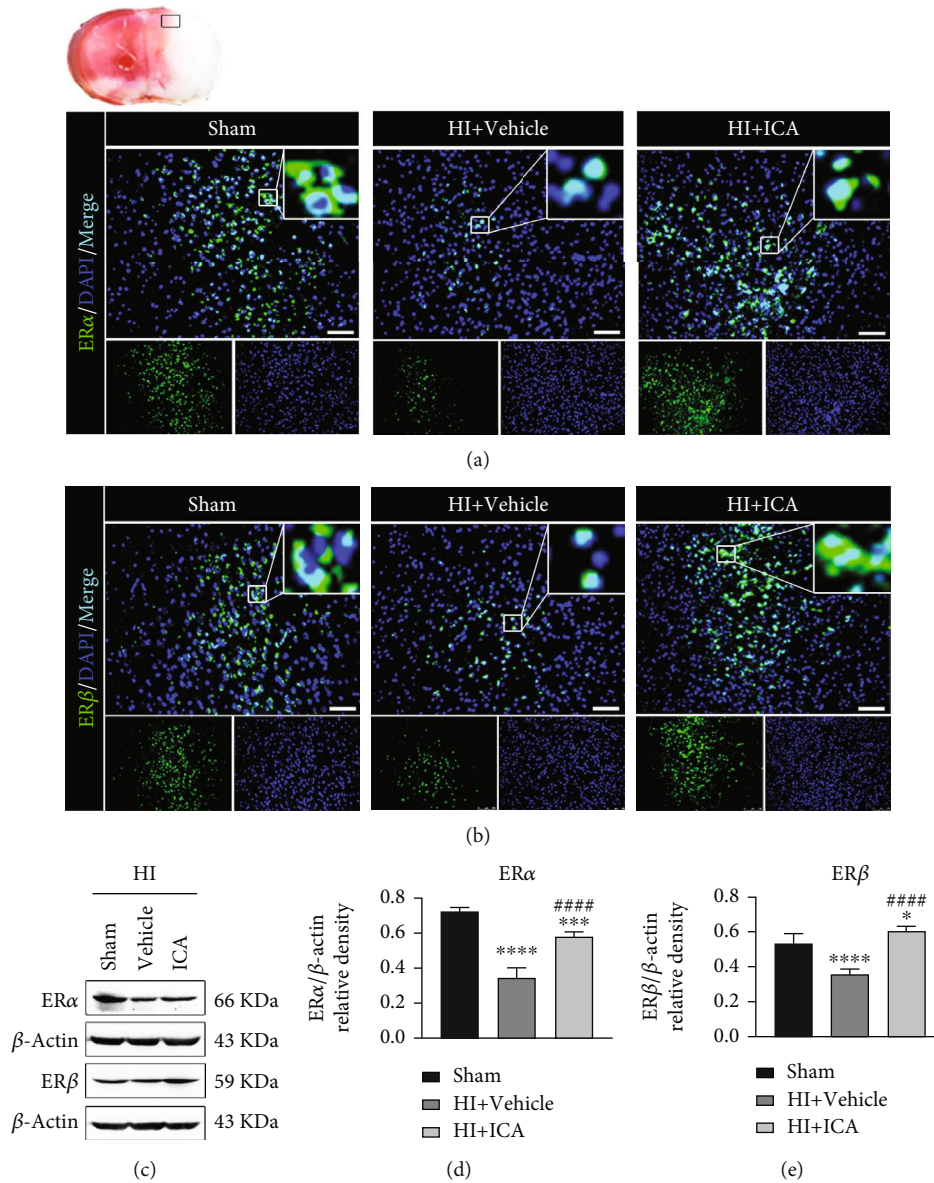 Sham
HI+Vehicle
HI+ICA
ERα/DAPI/Merge
(a)
Sham
HI+Vehicle
HI+ICA
ERβ/DAPI/Merge
(b)
HI
Sham
Vehicle
ICA
ERα
66 KDa
β-Actin
43 KDa
ERβ
59 KDa
β-Actin
43 KDa
(c)
ERα
ERα/β-actin
relative density
0.8
0.6
0.4
0.2
0.0
****
####
***
Sham
HI+Vehicle
HI+ICA
(d)
ERβ
ERβ/β-actin
relative density
0.8
0.6
0.4
0.2
0.0
****
####
*
Sham
HI+Vehicle
HI+ICA
(e)